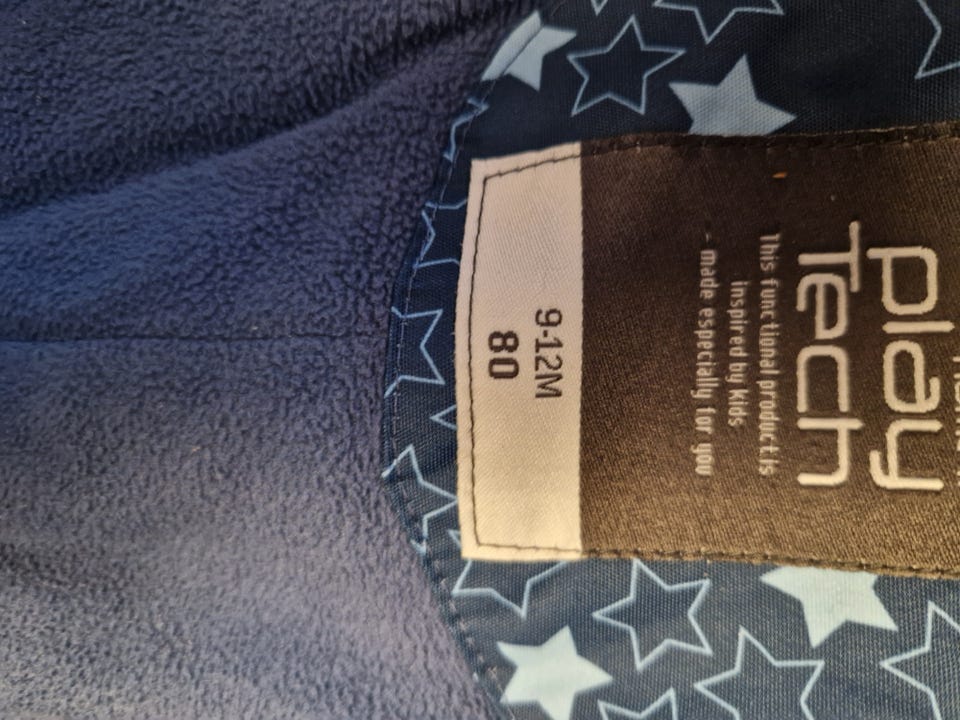 play
Tech
This functional product is
inspired by kids
- made especially for you
9-12M
80